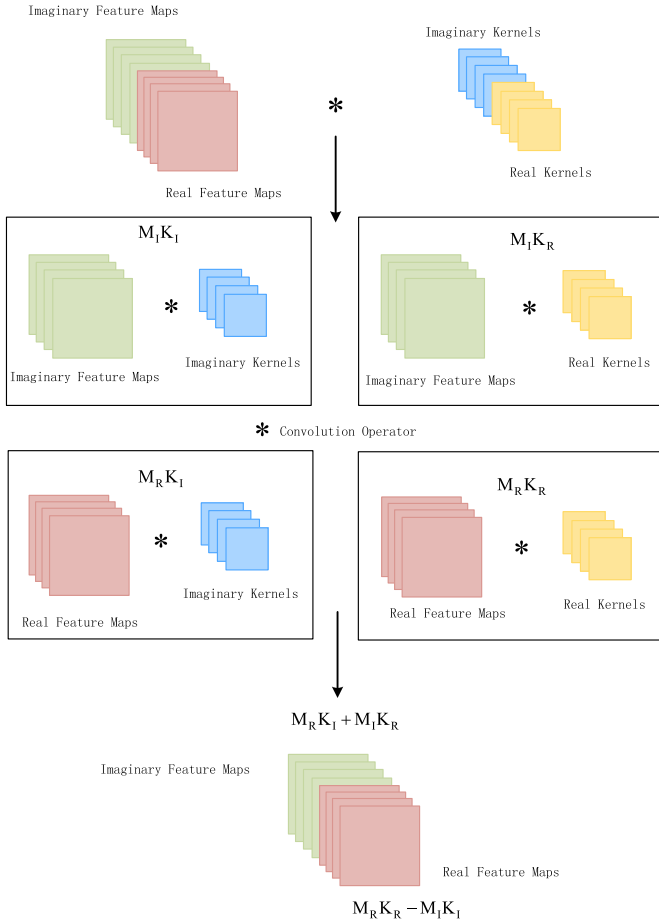 Imaginary Feature Maps
Imaginary Kernels
*
Real Feature Maps
Real Kernels
M_I K_I
*
Imaginary Feature Maps
Imaginary Kernels
M_I K_R
*
Imaginary Feature Maps
Real Kernels
* Convolution Operator
M_R K_I
*
Real Feature Maps
Imaginary Kernels
M_R K_R
*
Real Feature Maps
Real Kernels
M_R K_I + M_I K_R
Imaginary Feature Maps
Real Feature Maps
M_R K_R − M_I K_I